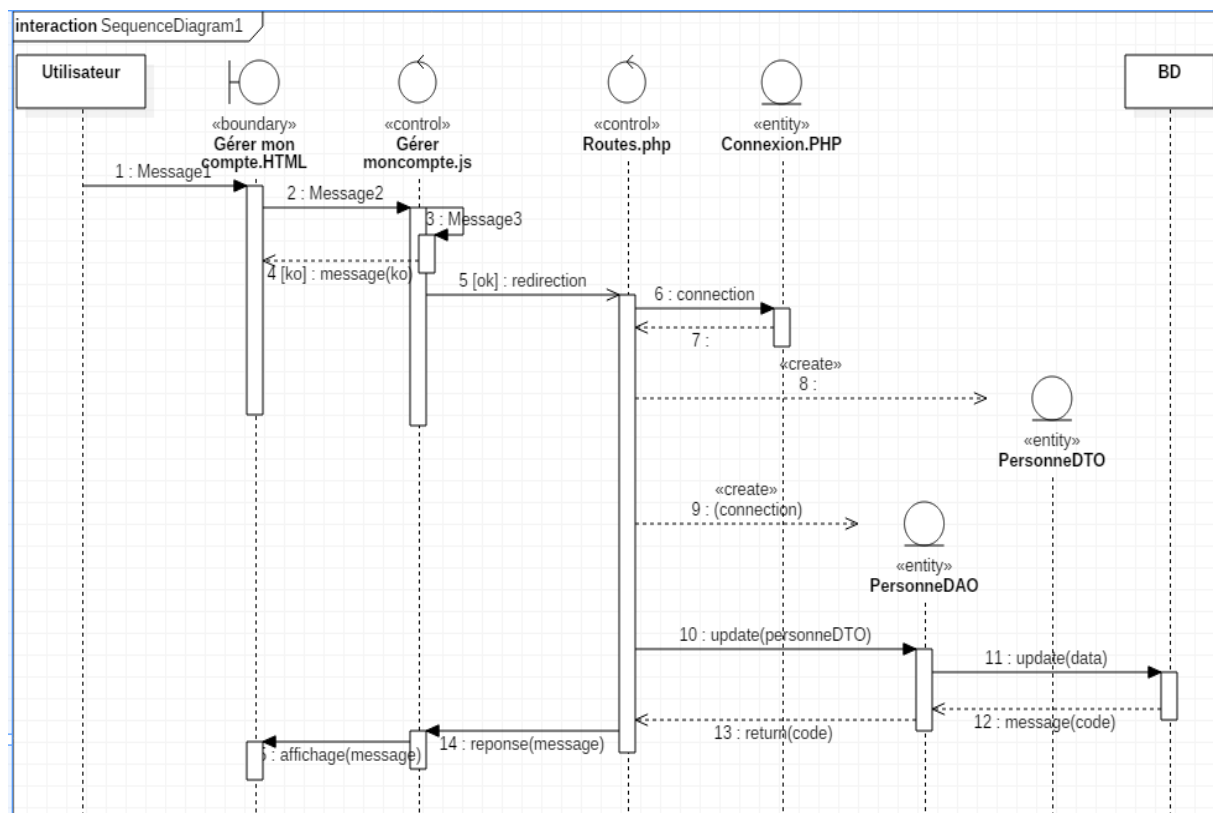 interaction SequenceDiagram1
Utilisateur
BD
«boundary»
Gérer mon
compte.HTML
«control»
Gérer
moncompte.js
«control»
Routes.php
«entity»
Connexion.PHP
1 : Message1
2 : Message2
3 : Message3
4 [ko] : message(ko)
5 [ok] : redirection
6 : connection
7 :
«create»
8 :
«entity»
PersonneDTO
«create»
9 : (connection)
«entity»
PersonneDAO
10 : update(personneDTO)
11 : update(data)
12 : message(code)
13 : return(code)
14 : reponse(message)
: affichage(message)